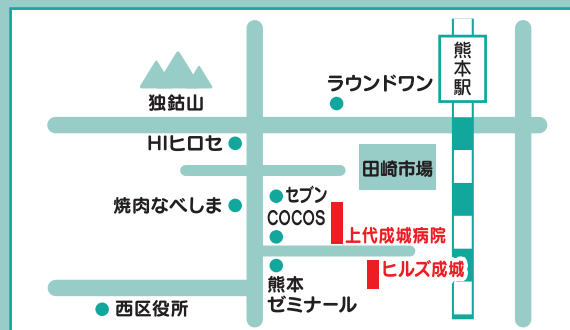 熊本駅
ラウンドワン
独鈷山
HIヒロセ
田崎市場
セブン
焼肉なべしま
COCOS
上代成城病院
ヒルズ成城
熊本
ゼミナール
西区役所